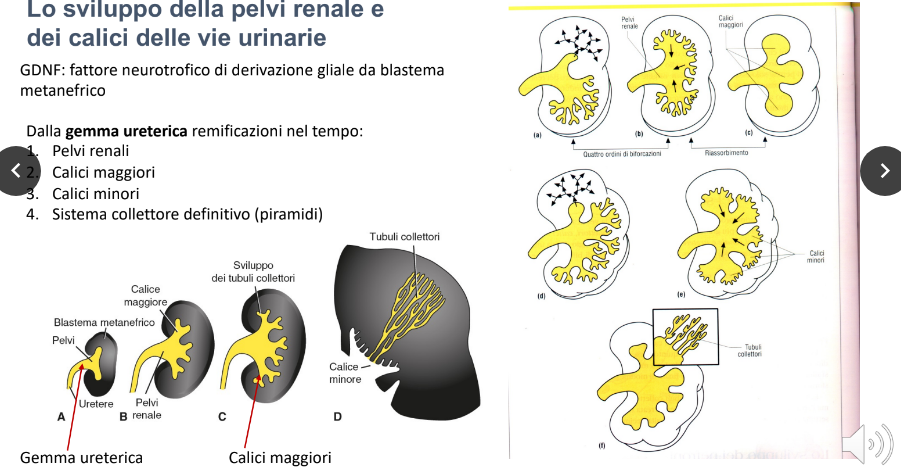 Lo sviluppo della pelvi renale e
dei calici delle vie urinarie
GDNF: fattore neurotrofico di derivazione gliale da blastema
metanefrico
Dalla gemma ureterica remificazioni nel tempo:
1. Pelvi renali
2. Calici maggiori
3. Calici minori
4. Sistema collettore definitivo (piramidi)
Tubuli collettori
Sviluppo
dei tubuli collettori
Calice
maggiore
Blastema metanefrico
Pelvi
Calice
minore
Uretere
Pelvi
renale
A
B
C
D
Gemma ureterica
Calici maggiori
Pelvi
renale
Calici
maggiori
(a)
(b)
(c)
Quattro ordini di biforcazioni
Riassorbimento
(d)
(e)
Calici
minori
Tubuli
collettori
(f)